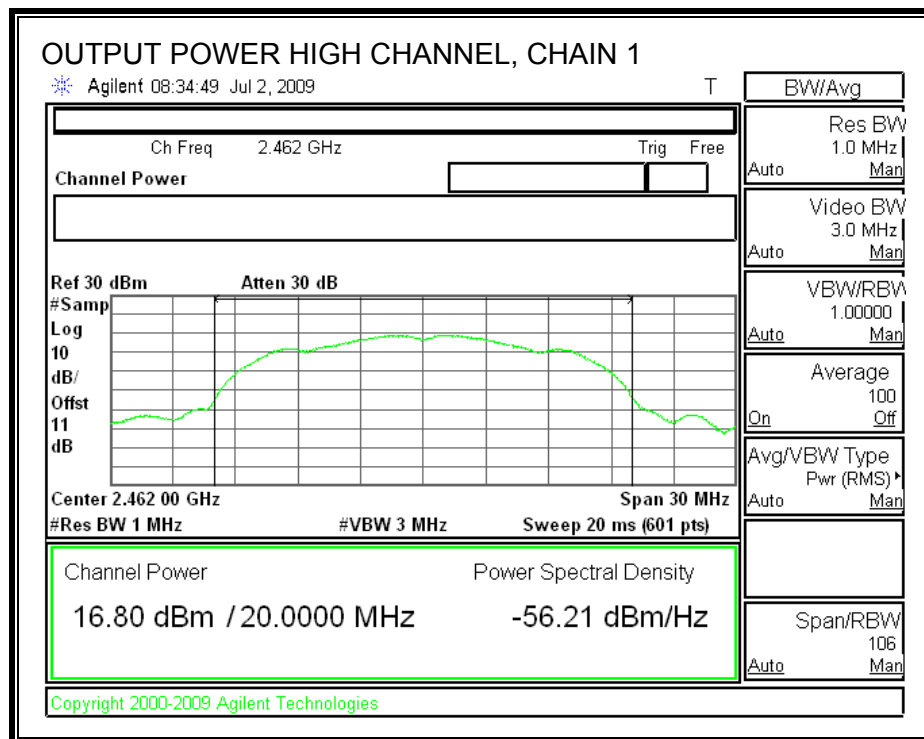 OUTPUT POWER HIGH CHANNEL, CHAIN 1
Agilent 08:34:49 Jul 2, 2009 T
BW/Avg
Ch Freq 2.462 GHz Trig Free
Channel Power
Res BW
1.0 MHz
Auto Man
Video BW
3.0 MHz
Auto Man
Ref 30 dBm Atten 30 dB
#Samp
Log
10
dB/
Offst
11
dB
VBW/RBW
1.00000
Auto Man
Average
100
On Off
Avg/VBW Type
Pwr (RMS)
Auto Man
Center 2.462 00 GHz Span 30 MHz
#Res BW 1 MHz #VBW 3 MHz Sweep 20 ms (601 pts)
Channel Power Power Spectral Density
16.80 dBm / 20.0000 MHz -56.21 dBm/Hz
Span/RBW
106
Auto Man
Copyright 2000-2009 Agilent Technologies